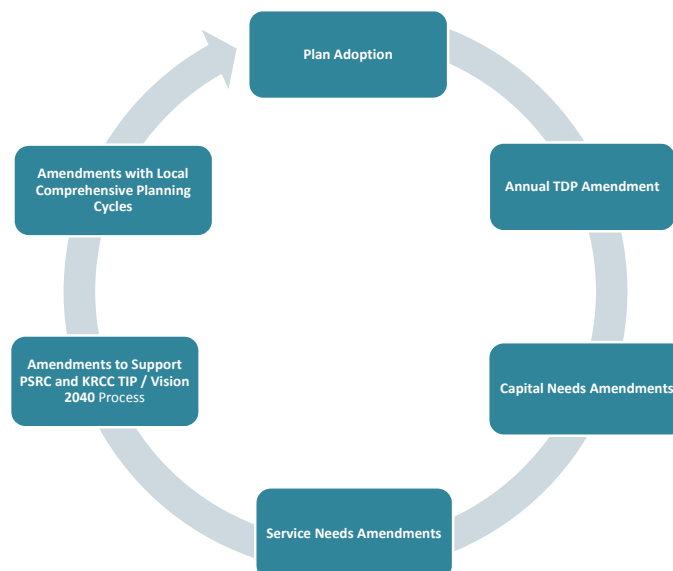 Plan Adoption
Annual TDP Amendment
Capital Needs Amendments
Service Needs Amendments
Amendments to Support
PSRC and KRCC TIP / Vision
2040 Process
Amendments with Local
Comprehensive Planning
Cycles